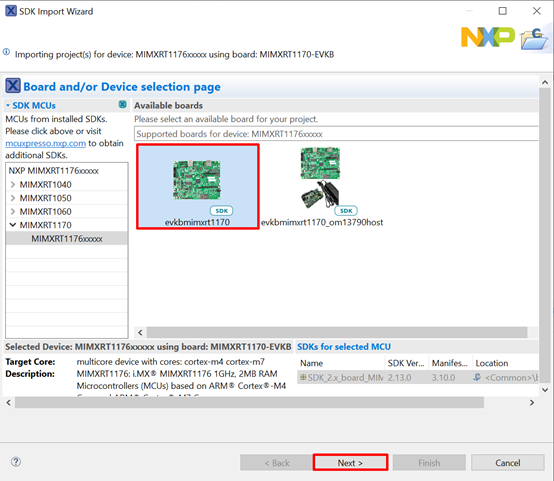 SDK Import Wizard
Importing project(s) for device: MIMXRT1176xxxxx using board: MIMXRT1170-EVKB
NXP
Board and/or Device selection page
SDK MCUs
MCUs from installed SDKs.
Please click above or visit
mcuxpresso.nxp.com to obtain
additional SDKs.
NXP MIMXRT1176xxxxx
MIMXRT1040
MIMXRT1050
MIMXRT1060
MIMXRT1170
MIMXRT1176xxxxx
Available boards
Please select an available board for your project.
Supported boards for device: MIMXRT1176xxxxx
SDK
evkbmimxrt1170
SDK
evkbmimxrt1170_om13790host
Selected Device: MIMXRT1176xxxxx using board: MIMXRT1170-EVKB
Target Core: multicore device with cores: cortex-m4 cortex-m7
Description: MIMXRT1176: i.MX® MIMXRT1176 1GHz, 2MB RAM
Microcontrollers (MCUs) based on ARM® Cortex®-M4
SDKs for selected MCU
Name SDK Ver... Manifes... Location
SDK_2.x_board_MIM 2.13.0 3.10.0 <Common>\b
? < Back Next > Finish Cancel